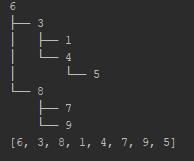 6
├── 3
│   ├── 1
│   └── 4
│       └── 5
└── 8
    ├── 7
    └── 9
[6, 3, 8, 1, 4, 7, 9, 5]